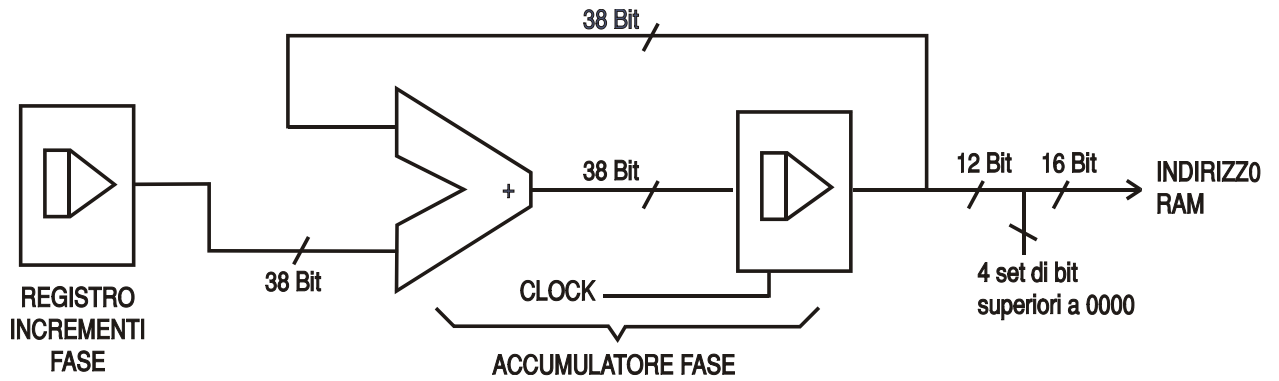 38 Bit
12 Bit
16 Bit
INDIRIZZ0
RAM
38 Bit
+
38 Bit
4 set di bit
superiori a 0000
CLOCK
REGISTRO
INCREMENTI
FASE
ACCUMULATORE FASE